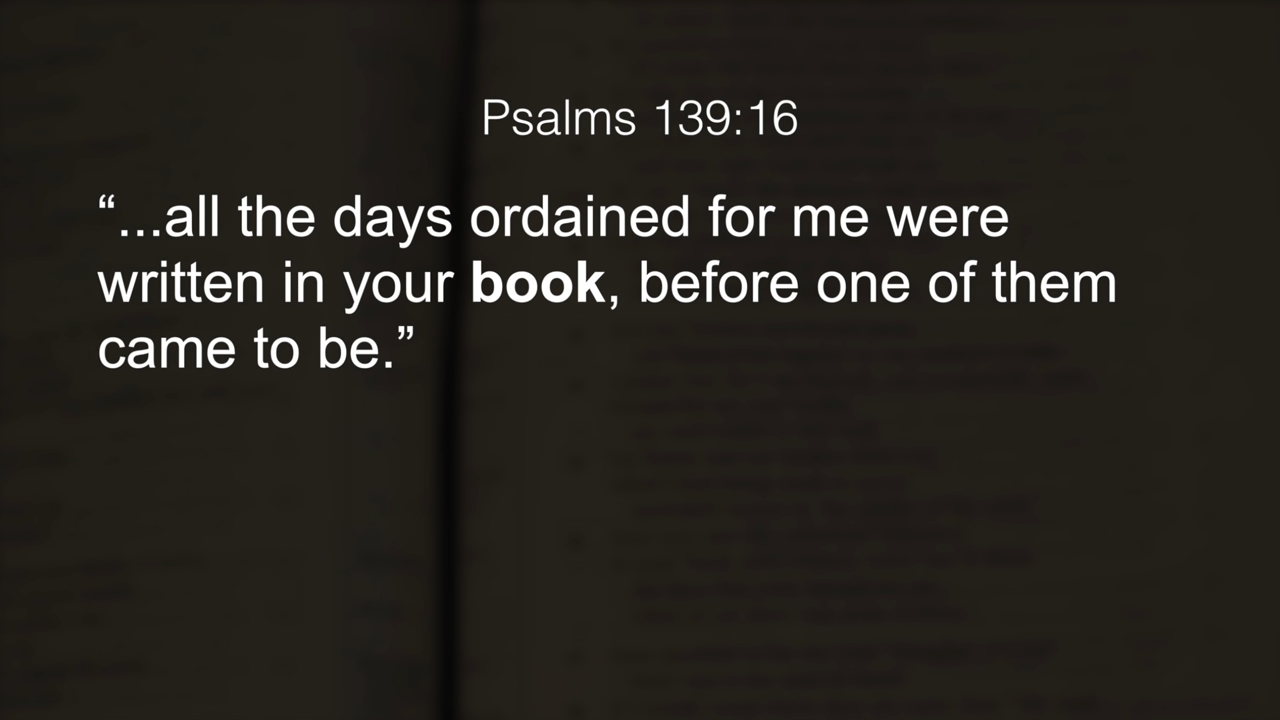 Psalms 139:16
“...all the days ordained for me were
written in your book, before one of them
came to be.”